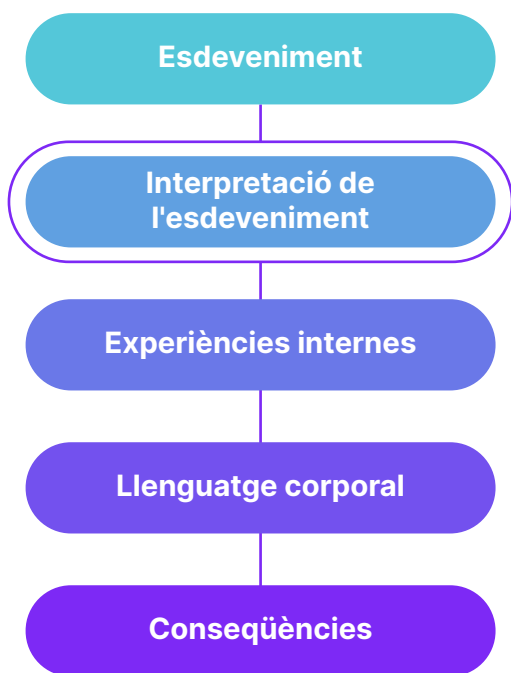 Esdeveniment
Interpretació de
l'esdeveniment
Experiències internes
Llenguatge corporal
Conseqüències